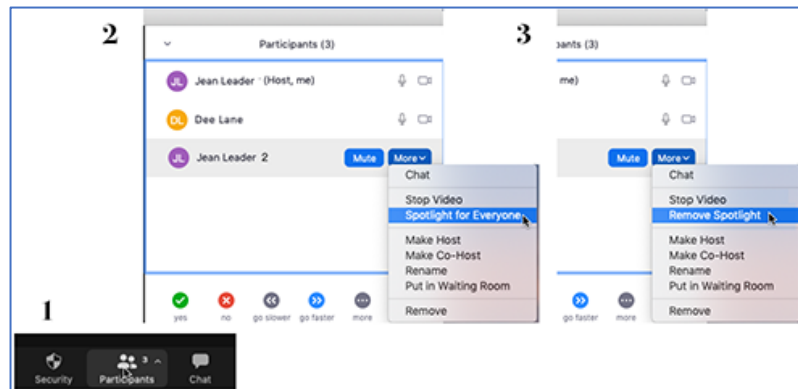 2
3
Participants (3)
pants (3)
JL Jean Leader (Host, me)
me)
DL Dee Lane
JL Jean Leader 2 Mute More
Mute More
Chat
Stop Video
Spotlight for Everyone
Make Host
Make Co-Host
Rename
Put in Waiting Room
Remove
Chat
Stop Video
Remove Spotlight
Make Host
Make Co-Host
Rename
Put in Waiting Room
Remove
yes no go slower go faster more
go faster more
1
3
Security Participants Chat